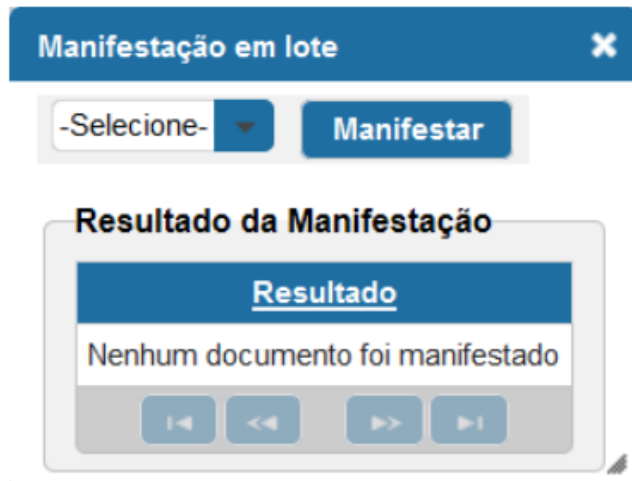 Manifestação em lote
-Selecione- Manifestar
Resultado da Manifestação
Resultado
Nenhum documento foi manifestado